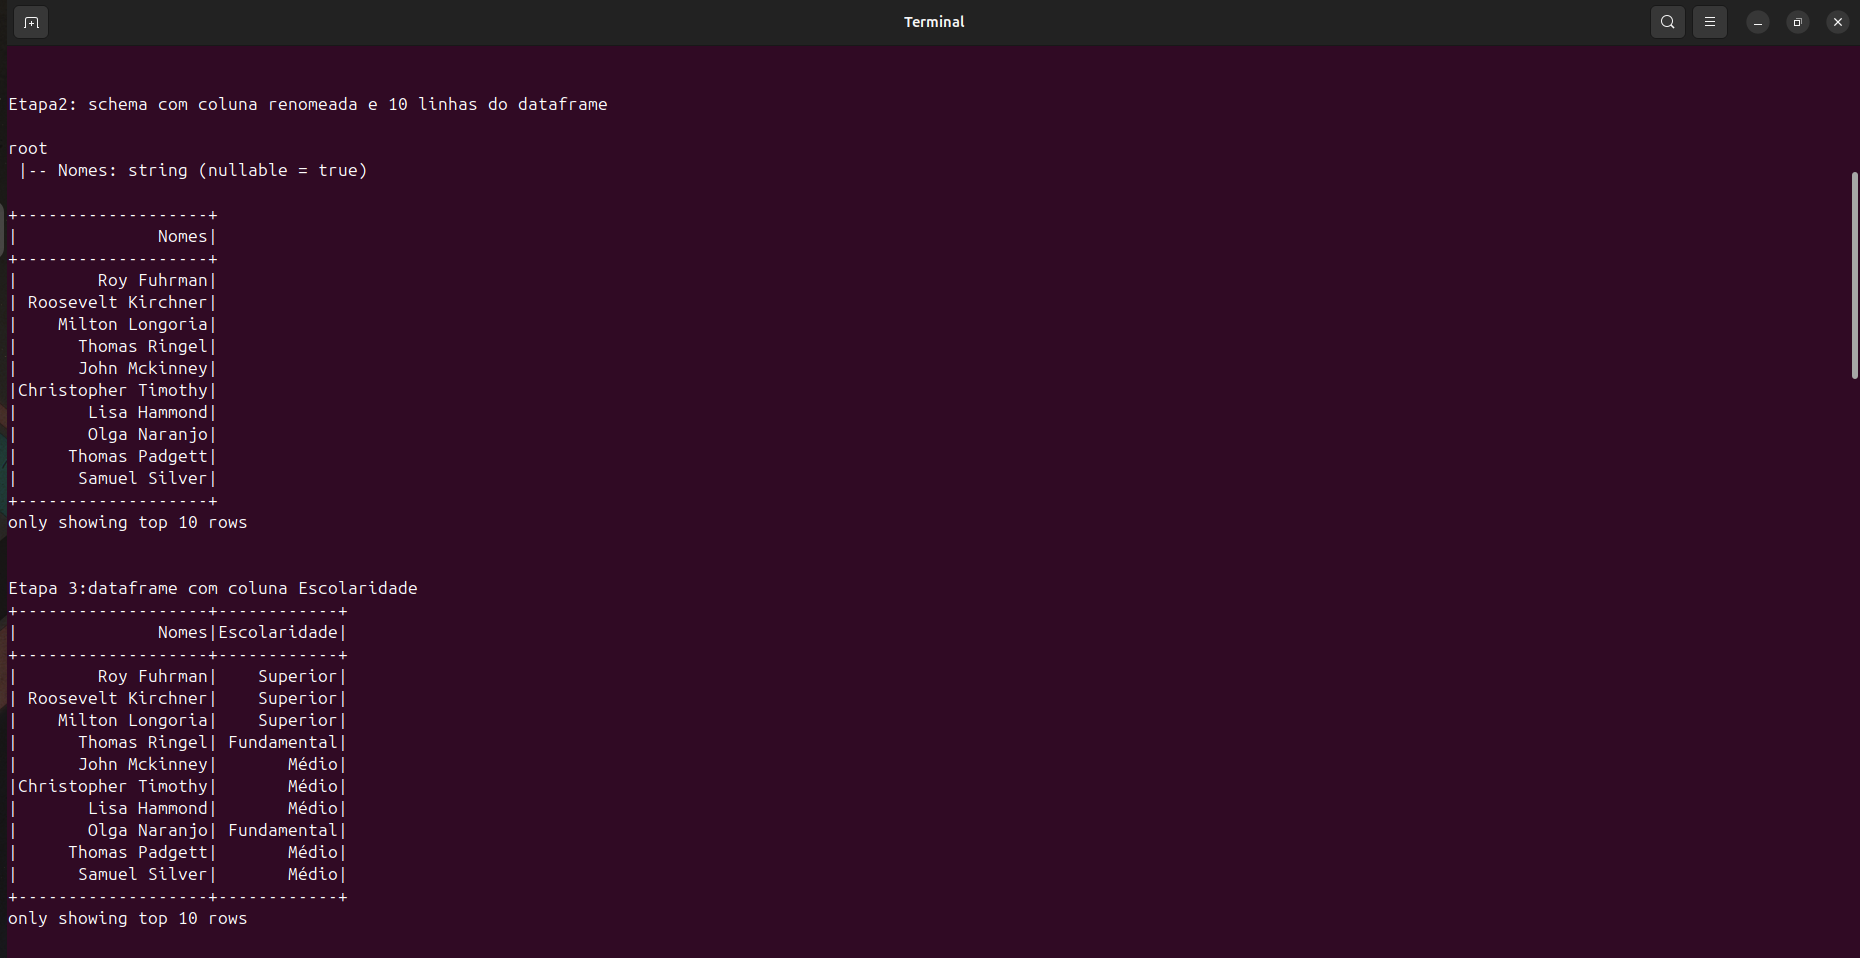 Terminal
Etapa2: schema com coluna renomeada e 10 linhas do dataframe
root
 |-- Nomes: string (nullable = true)
+-------------------+
|              Nomes|
+-------------------+
|        Roy Fuhrman|
| Roosevelt Kirchner|
|    Milton Longoria|
|      Thomas Ringel|
|      John Mckinney|
|Christopher Timothy|
|       Lisa Hammond|
|       Olga Naranjo|
|     Thomas Padgett|
|      Samuel Silver|
+-------------------+
only showing top 10 rows
Etapa 3:dataframe com coluna Escolaridade
+-------------------+------------+
|              Nomes|Escolaridade|
+-------------------+------------+
|        Roy Fuhrman|    Superior|
| Roosevelt Kirchner|    Superior|
|    Milton Longoria|    Superior|
|      Thomas Ringel| Fundamental|
|      John Mckinney|       Médio|
|Christopher Timothy|       Médio|
|       Lisa Hammond|       Médio|
|       Olga Naranjo| Fundamental|
|     Thomas Padgett|       Médio|
|      Samuel Silver|       Médio|
+-------------------+------------+
only showing top 10 rows